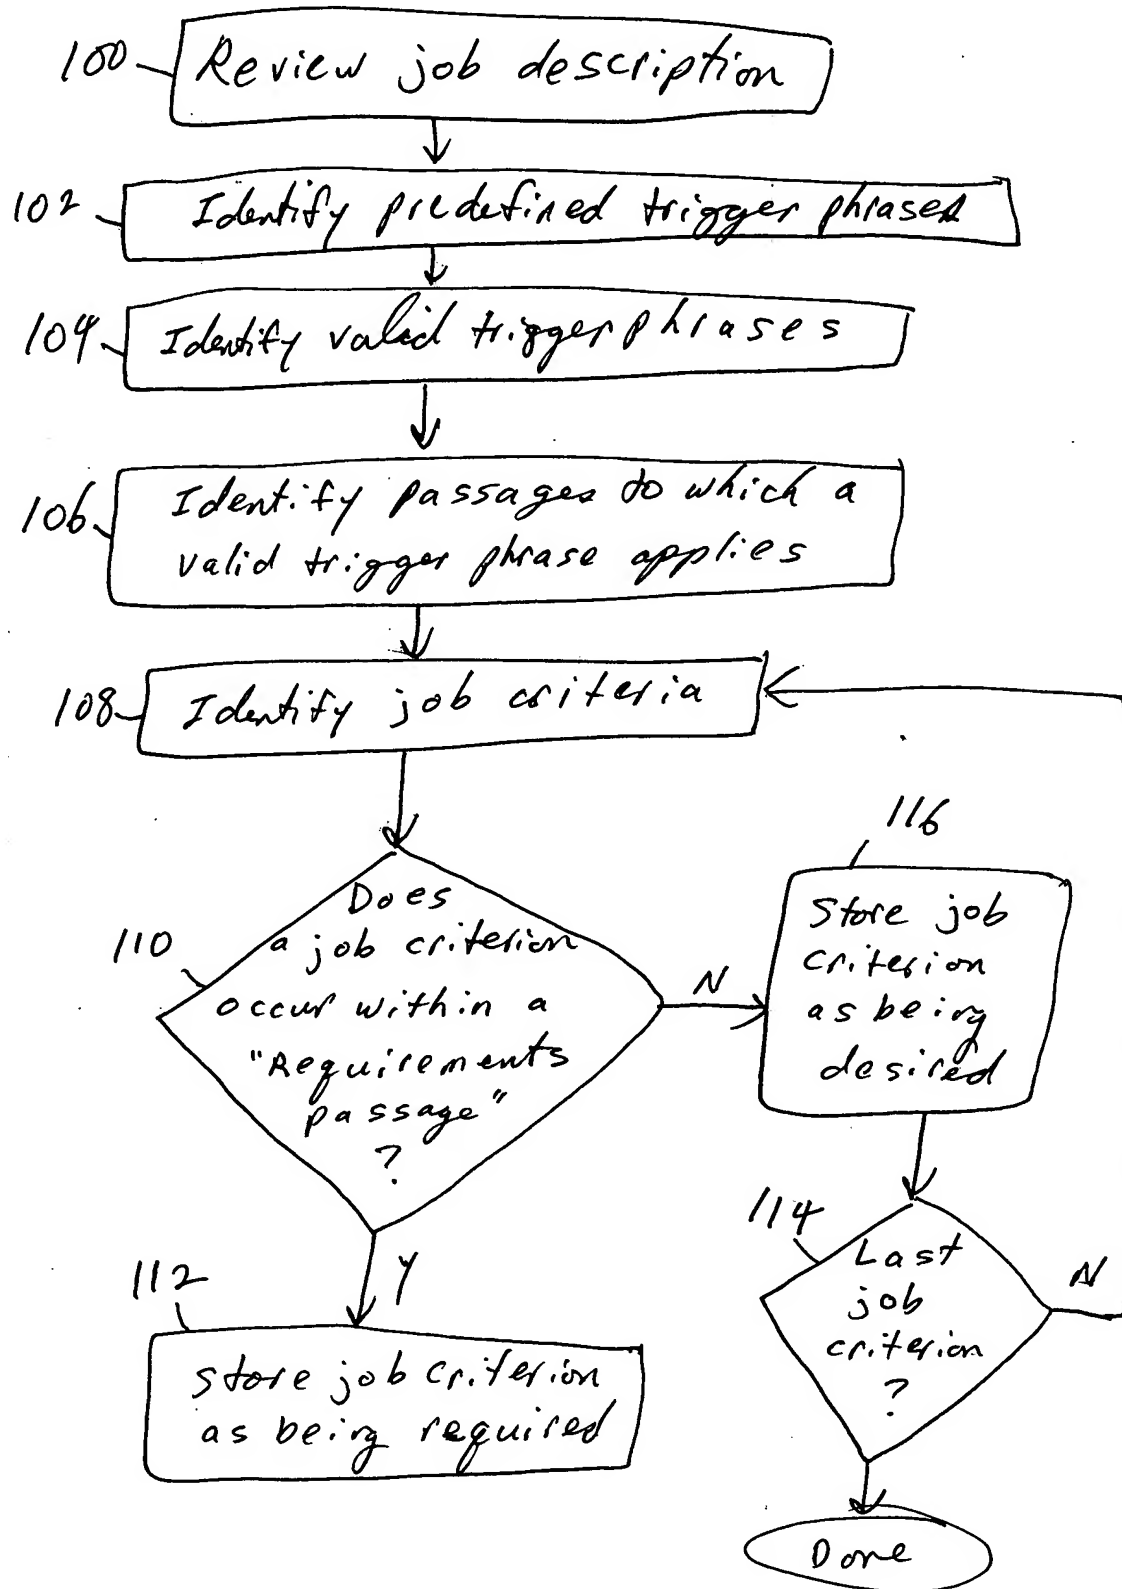 100
Review job description
102
Identify predefined trigger phrases
104
Identify valid trigger phrases
106
Identify passages to which a
valid trigger phrase applies
108
Identify job criteria
110
Does
a job criterion
occur within a
"Requirements
passage"
?
N
Y
116
Store job
criterion
as being
desired
114
Last
job
criterion
?
N
112
Store job criterion
as being required
Done